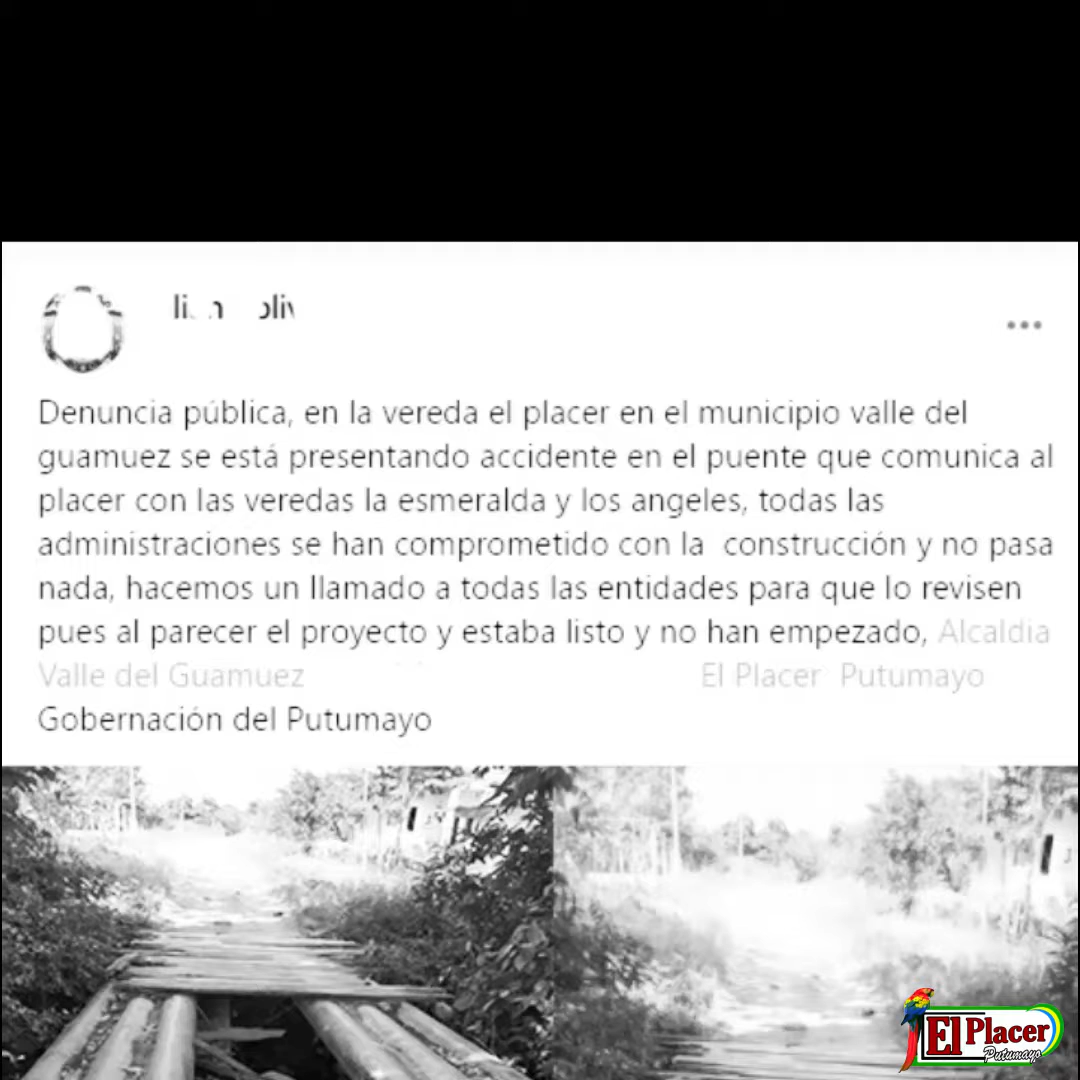 Denuncia pública, en la vereda el placer en el municipio valle del
guamuez se está presentando accidente en el puente que comunica al
placer con las veredas la esmeralda y los angeles, todas las
administraciones se han comprometido con la construcción y no pasa
nada, hacemos un llamado a todas las entidades para que lo revisen
pues al parecer el proyecto y estaba listo y no han empezado, Alcaldia
Valle del Guamuez El Placer Putumayo
Gobernación del Putumayo
El Placer
Putumayo